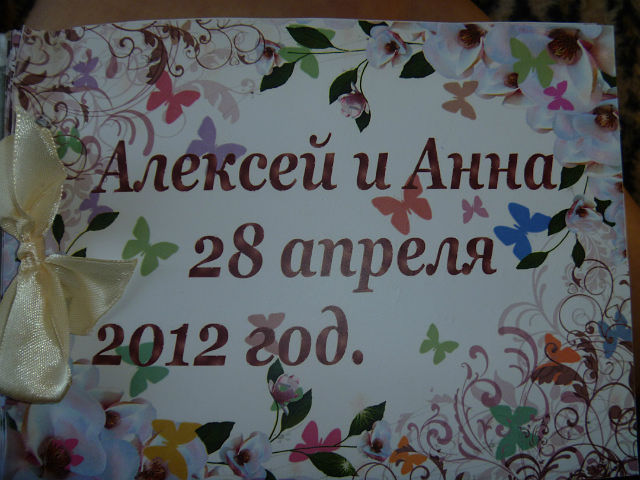 Алексей и Анна
28 апреля
2012 год.